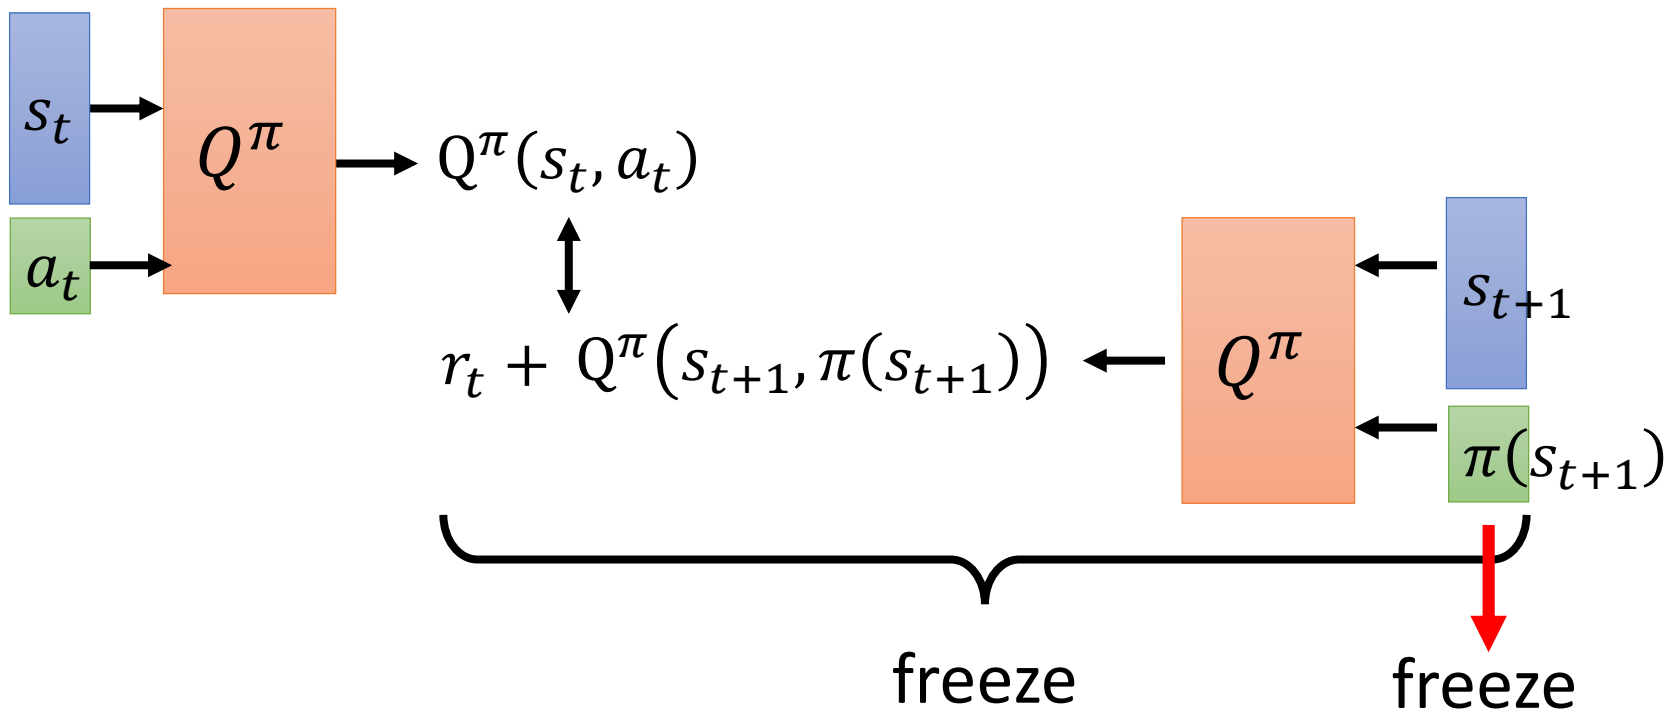 s_t
Q^π
Q^π(s_t, a_t)
a_t
s_{t+1}
r_t + Q^π(s_{t+1}, π(s_{t+1}))
Q^π
π(s_{t+1})
freeze
freeze